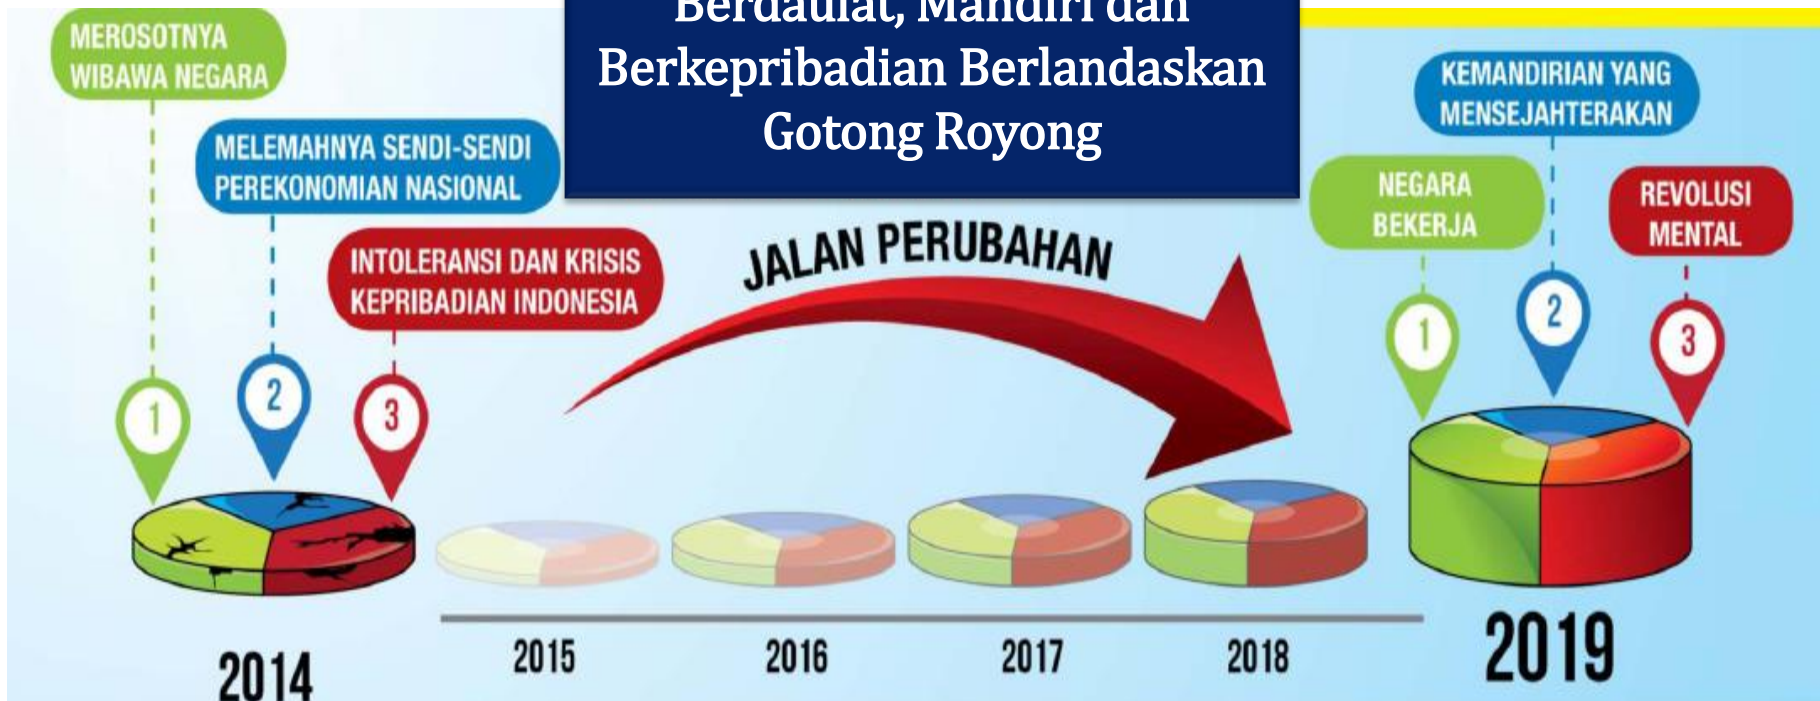 Berdaulat, Mandiri dan
Berkepribadian Berlandaskan
Gotong Royong
MEROSOTNYA
WIBAWA NEGARA
MELEMAHNYA SENDI-SENDI
PEREKONOMIAN NASIONAL
INTOLERANSI DAN KRISIS
KEPRIBADIAN INDONESIA
JALAN PERUBAHAN
KEMANDIRIAN YANG
MENSEJAHTERAKAN
NEGARA
BEKERJA
REVOLUSI
MENTAL
1
2
3
1
2
3
2014
2015
2016
2017
2018
2019